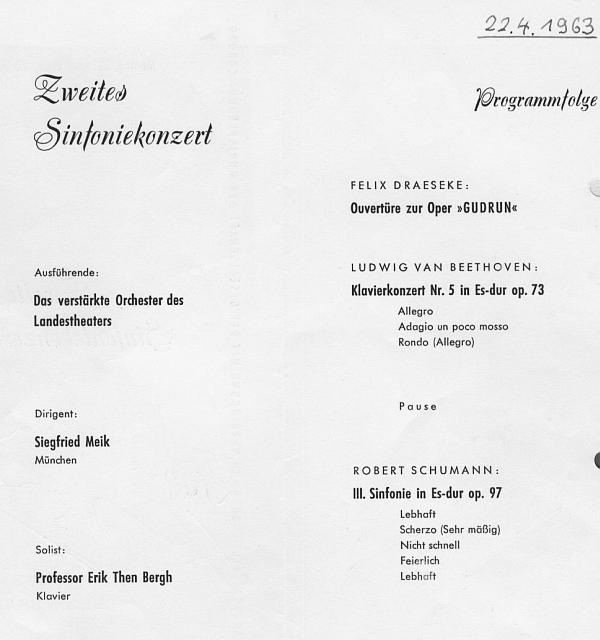 22.4.1963
Zweites
Sinfoniekonzert
Ausführende:
Das verstärkte Orchester des
Landestheaters
Dirigent:
Siegfried Meik
München
Solist:
Professor Erik Then Bergh
Klavier
Programmfolge
FELIX DRAESEKE:
Ouvertüre zur Oper »GUDRUN«
LUDWIG VAN BEETHOVEN:
Klavierkonzert Nr. 5 in Es-dur op. 73
Allegro
Adagio un poco mosso
Rondo (Allegro)
Pause
ROBERT SCHUMANN:
III. Sinfonie in Es-dur op. 97
Lebhaft
Scherzo (Sehr mäßig)
Nicht schnell
Feierlich
Lebhaft